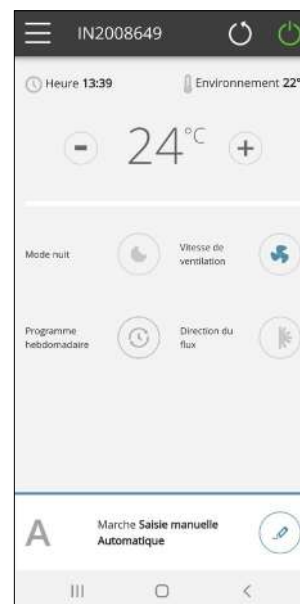 IN2008649
Heure 13:39 Environnement 22°
- 24°C +
Mode nuit
Vitesse de
ventilation
Programme
hebdomadaire
Direction du
flux
A
Marche Saisie manuelle
Automatique